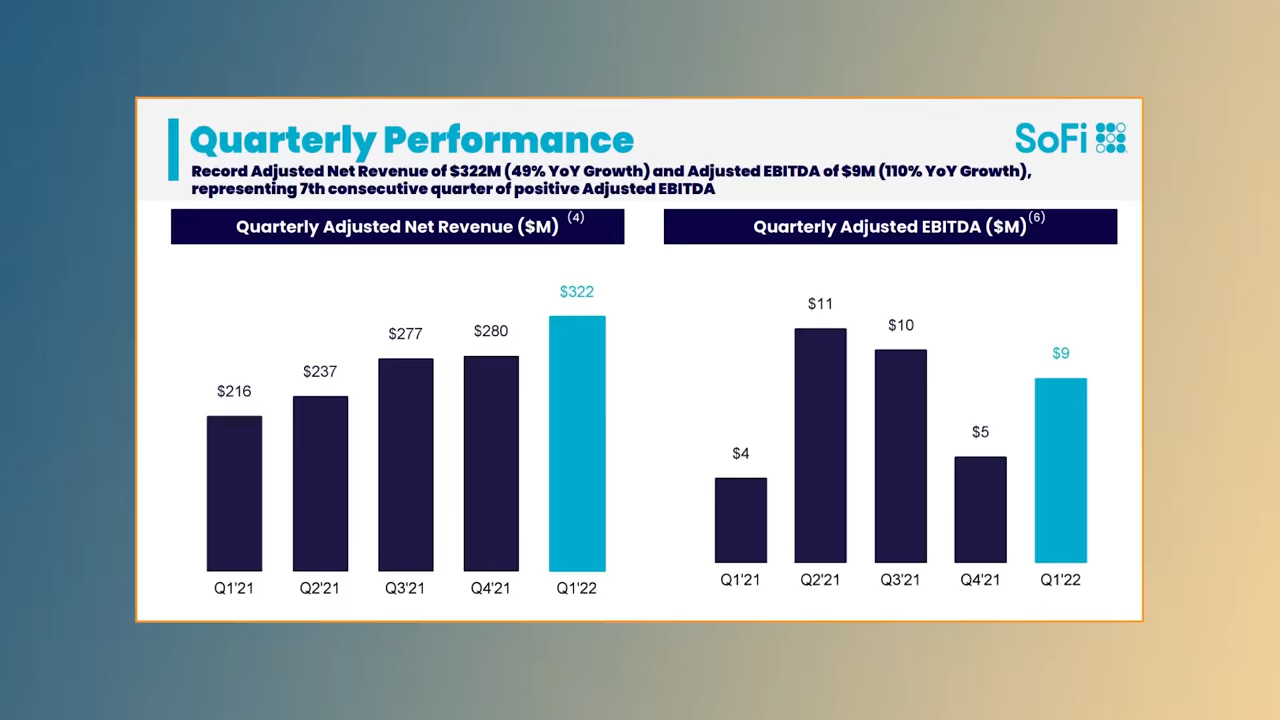 Quarterly Performance
SoFi
Record Adjusted Net Revenue of $322M (49% YoY Growth) and Adjusted EBITDA of $9M (110% YoY Growth),
representing 7th consecutive quarter of positive Adjusted EBITDA
Quarterly Adjusted Net Revenue ($M) (4)
$216
$237
$277
$280
$322
Q1'21
Q2'21
Q3'21
Q4'21
Q1'22
Quarterly Adjusted EBITDA ($M)(6)
$4
$11
$10
$5
$9
Q1'21
Q2'21
Q3'21
Q4'21
Q1'22